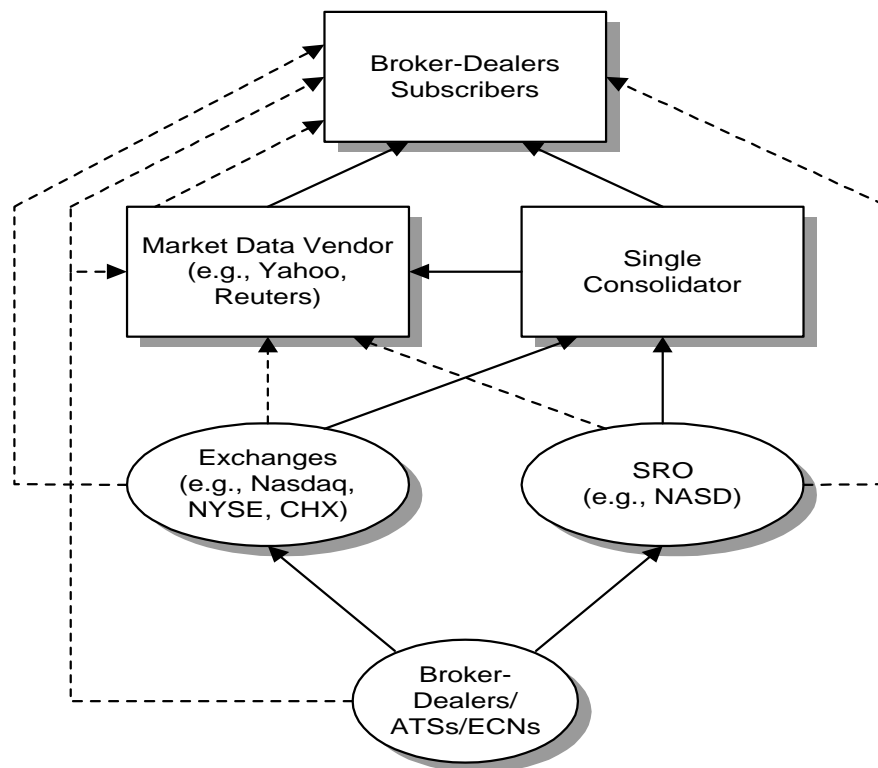 Broker-Dealers
Subscribers
Market Data Vendor
(e.g., Yahoo,
Reuters)
Single
Consolidator
Exchanges
(e.g., Nasdaq,
NYSE, CHX)
SRO
(e.g., NASD)
Broker-
Dealers/
ATSs/ECNs